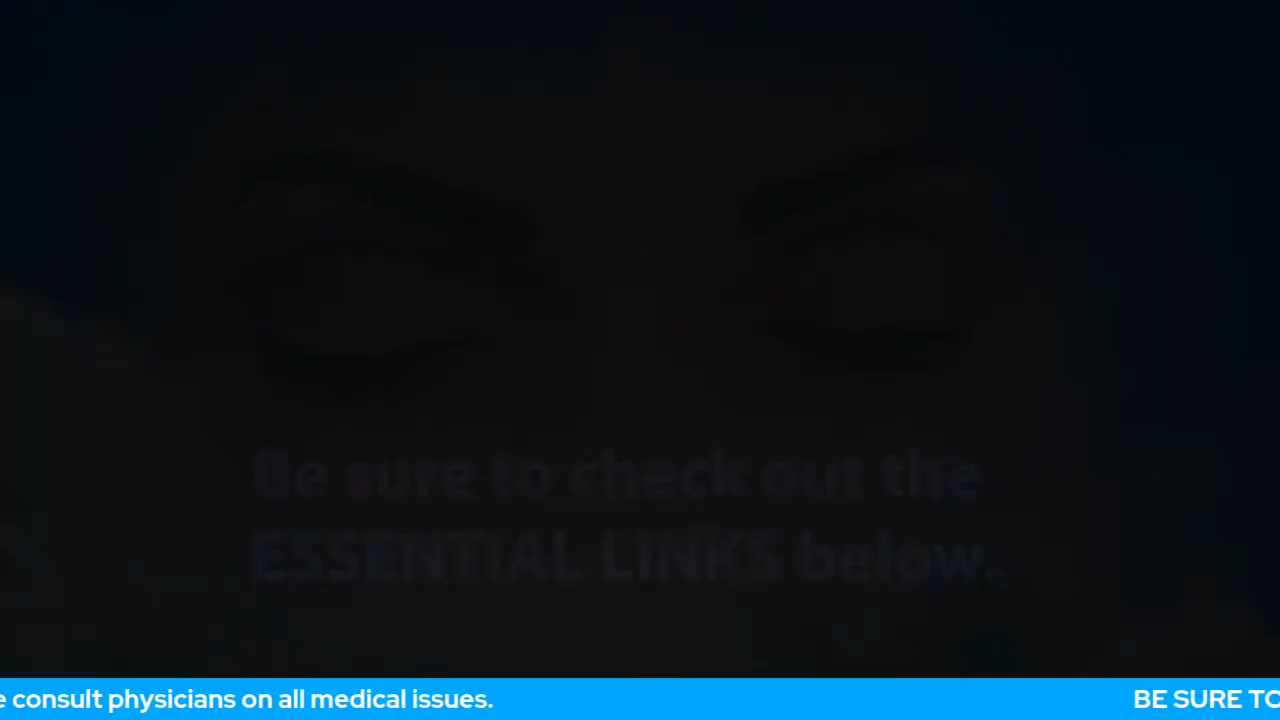 Be sure to check out the
ESSENTIAL LINKS below.
e consult physicians on all medical issues.
BE SURE TO